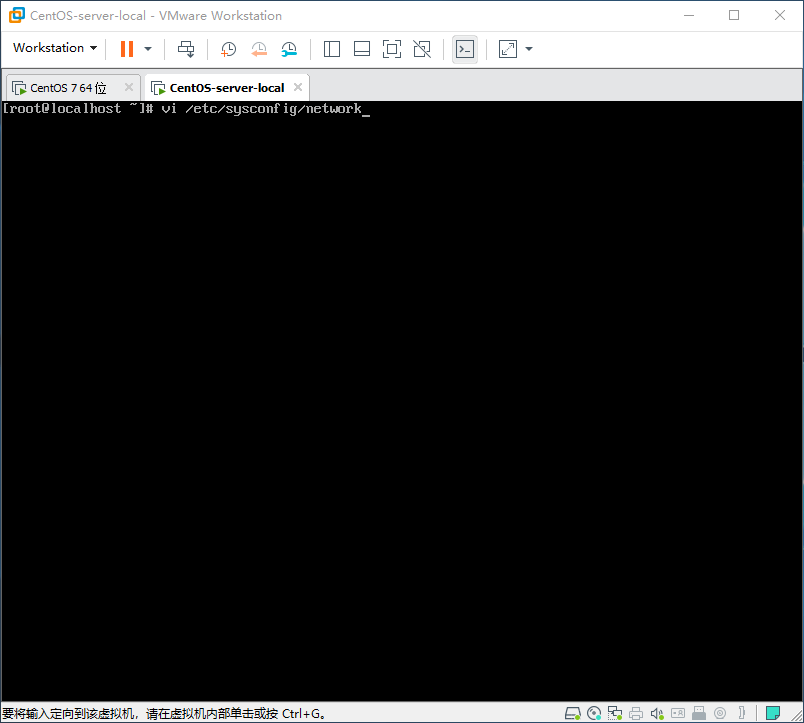 CentOS-server-local - VMware Workstation
Workstation
CentOS 7 64 位
CentOS-server-local
[root@localhost ~]# vi /etc/sysconfig/network_
要将输入定向到该虚拟机，请在虚拟机内部单击或按 Ctrl+G。